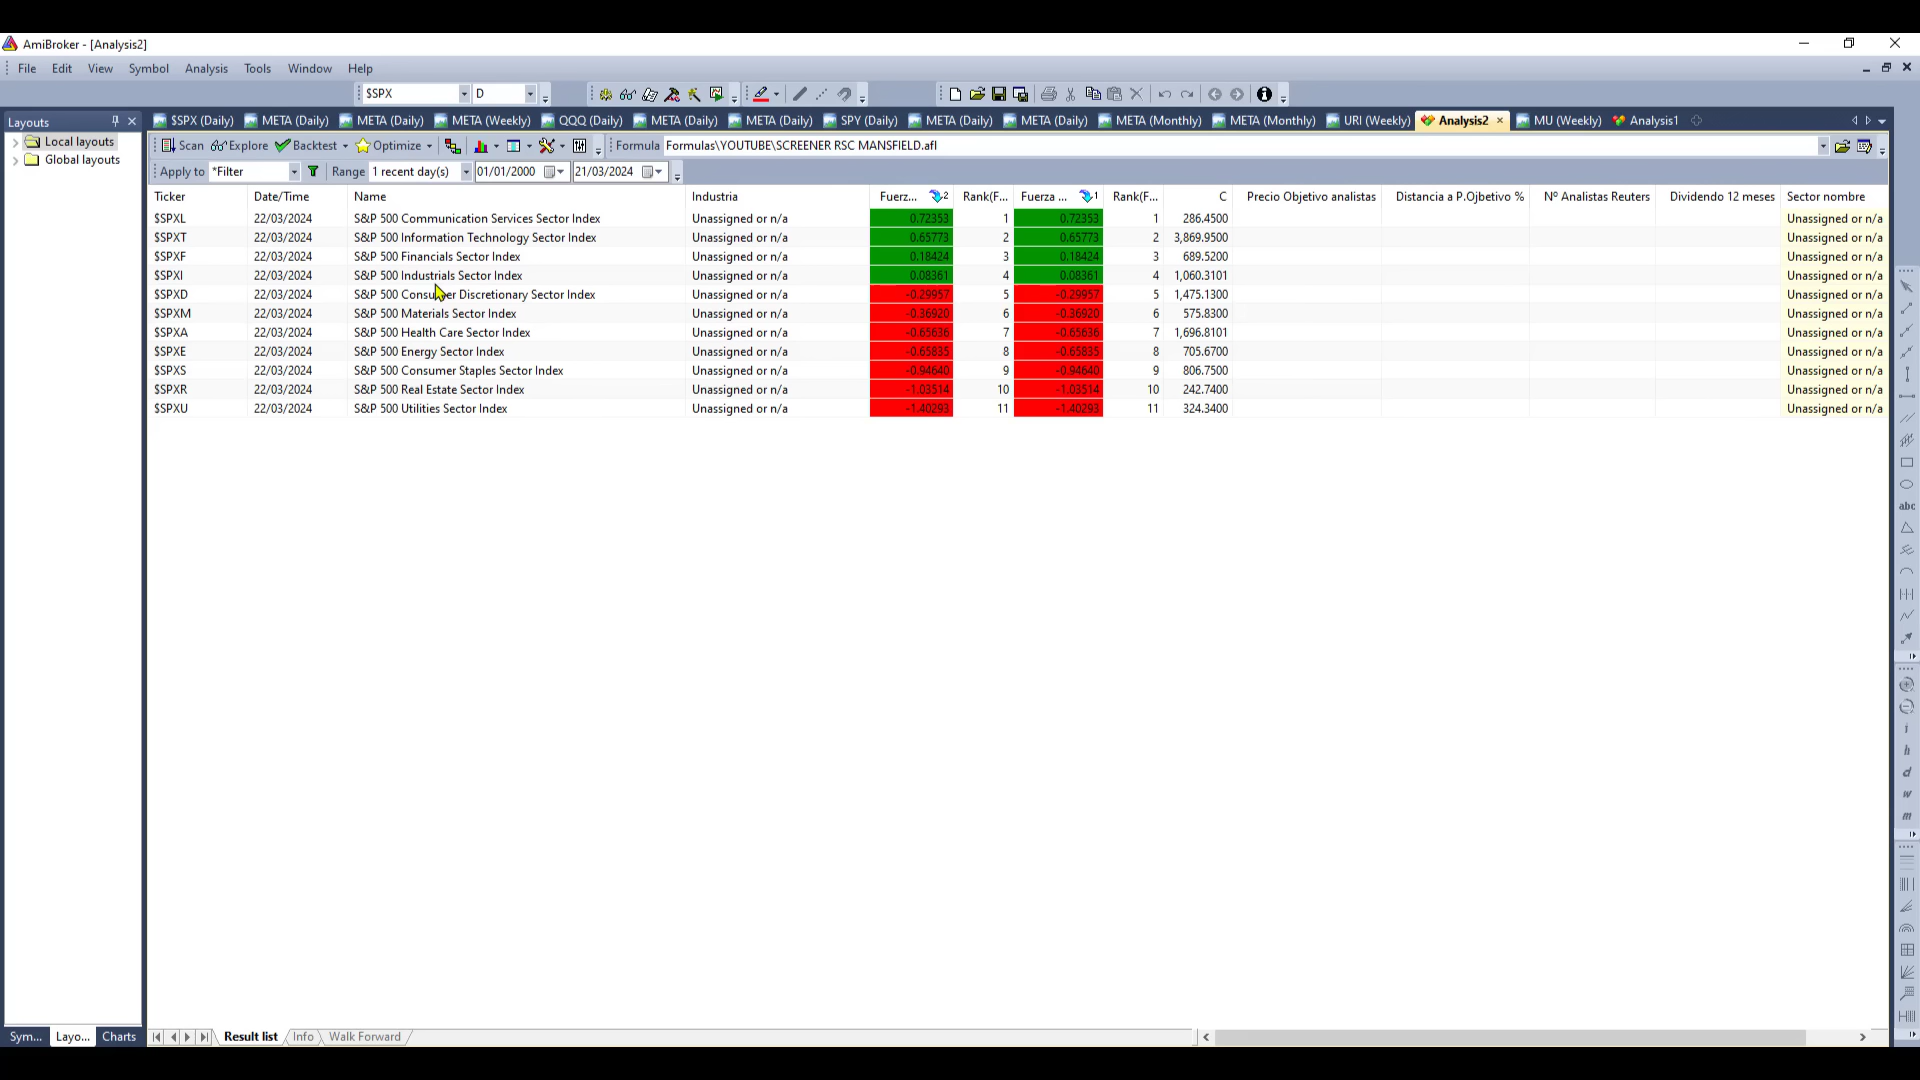 AmiBroker - [Analysis2]
File Edit View Symbol Analysis Tools Window Help
$SPX D
Layouts
$SPX (Daily) META (Daily) META (Daily) META (Weekly) QQQ (Daily) META (Daily) META (Daily) SPY (Daily) META (Daily) META (Daily) META (Monthly) META (Monthly) URI (Weekly) Analysis2 MU (Weekly) Analysis1
Local layouts
Global layouts
Scan Explore Backtest Optimize Formula Formulas\YOUTUBE\SCREENER RSC MANSFIELD.afl
Apply to *Filter Range 1 recent day(s) 01/01/2000 21/03/2024
Ticker Date/Time Name Industria Fuerz... 2 Rank(F... Fuerza ... 1 Rank(F... C Precio Objetivo analistas Distancia a P.Ojbetivo % Nº Analistas Reuters Dividendo 12 meses Sector nombre
$SPXL 22/03/2024 S&P 500 Communication Services Sector Index Unassigned or n/a 0.72353 1 0.72353 1 286.4500 Unassigned or n/a
$SPXT 22/03/2024 S&P 500 Information Technology Sector Index Unassigned or n/a 0.65773 2 0.65773 2 3,869.9500 Unassigned or n/a
$SPXF 22/03/2024 S&P 500 Financials Sector Index Unassigned or n/a 0.18424 3 0.18424 3 689.5200 Unassigned or n/a
$SPXI 22/03/2024 S&P 500 Industrials Sector Index Unassigned or n/a 0.08361 4 0.08361 4 1,060.3101 Unassigned or n/a
$SPXD 22/03/2024 S&P 500 Consumer Discretionary Sector Index Unassigned or n/a -0.29957 5 -0.29957 5 1,475.1300 Unassigned or n/a
$SPXM 22/03/2024 S&P 500 Materials Sector Index Unassigned or n/a -0.36920 6 -0.36920 6 575.8300 Unassigned or n/a
$SPXA 22/03/2024 S&P 500 Health Care Sector Index Unassigned or n/a -0.65636 7 -0.65636 7 1,696.8101 Unassigned or n/a
$SPXE 22/03/2024 S&P 500 Energy Sector Index Unassigned or n/a -0.65835 8 -0.65835 8 705.6700 Unassigned or n/a
$SPXS 22/03/2024 S&P 500 Consumer Staples Sector Index Unassigned or n/a -0.94640 9 -0.94640 9 806.7500 Unassigned or n/a
$SPXR 22/03/2024 S&P 500 Real Estate Sector Index Unassigned or n/a -1.03514 10 -1.03514 10 242.7400 Unassigned or n/a
$SPXU 22/03/2024 S&P 500 Utilities Sector Index Unassigned or n/a -1.40293 11 -1.40293 11 324.3400 Unassigned or n/a
abc
i
h
d
w
m
Sym... Layo... Charts Result list Info Walk Forward